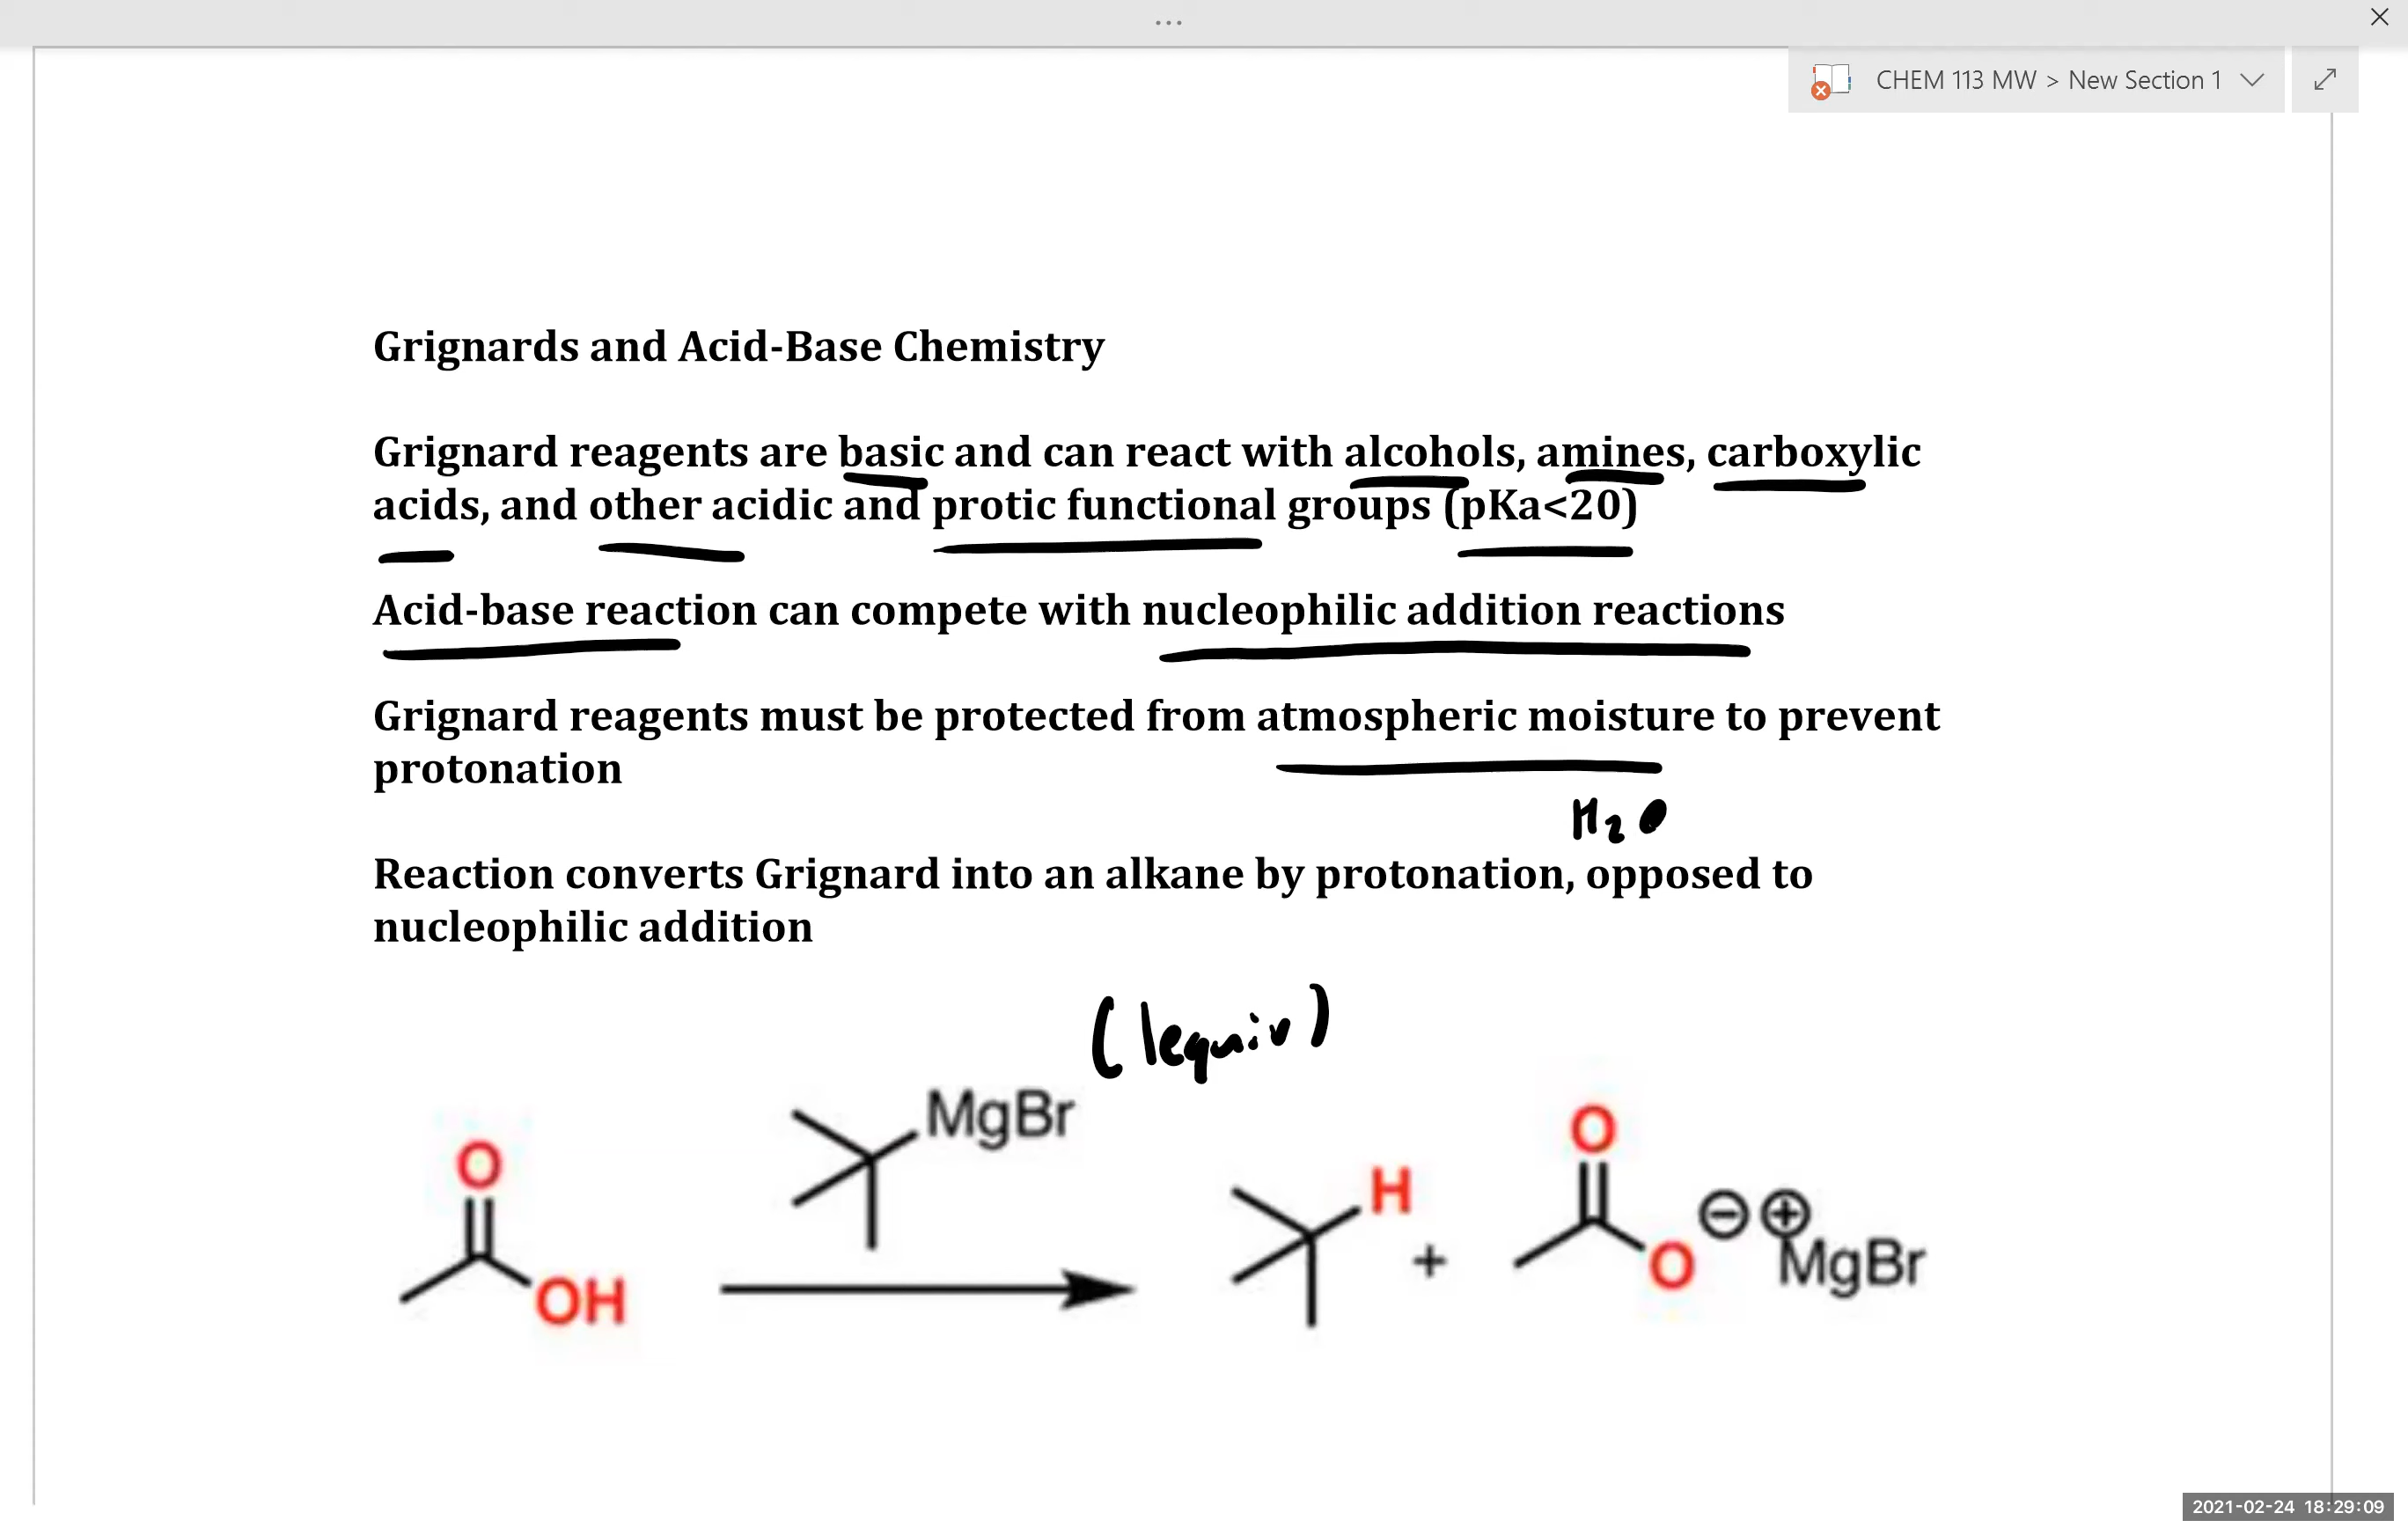 ...
CHEM 113 MW > New Section 1
Grignards and Acid-Base Chemistry
Grignard reagents are basic and can react with alcohols, amines, carboxylic
acids, and other acidic and protic functional groups (pKa<20)
Acid-base reaction can compete with nucleophilic addition reactions
Grignard reagents must be protected from atmospheric moisture to prevent
protonation
H2O
Reaction converts Grignard into an alkane by protonation, opposed to
nucleophilic addition
(1equiv)
MgBr
O
OH
H
+
O
O ⊖ ⊕
MgBr
2021-02-24 18:29:09